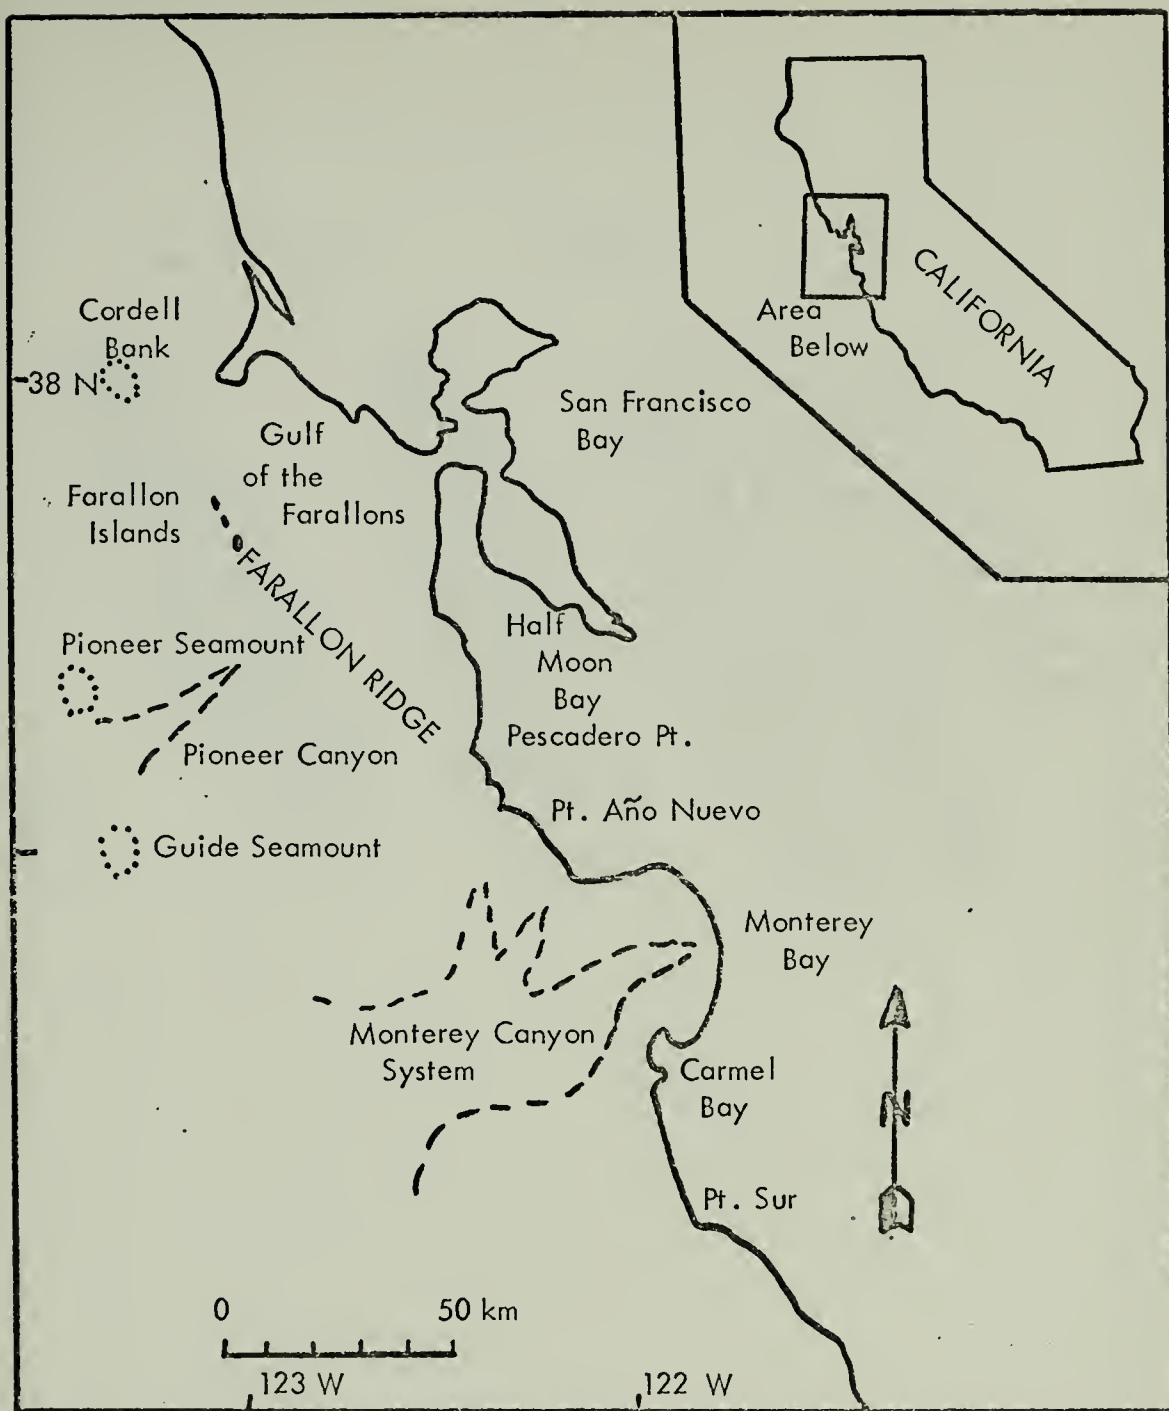 CALIFORNIA
Area
Below
Cordell
Bank
38 N
San Francisco
Bay
Gulf
of the
Farallons
Farallon
Islands
FARALLON RIDGE
Half
Moon
Bay
Pioneer Seamount
Pescadero Pt.
Pioneer Canyon
Pt. Año Nuevo
Guide Seamount
Monterey
Bay
Monterey Canyon
System
Carmel
Bay
N
Pt. Sur
0 50 km
123 W 122 W